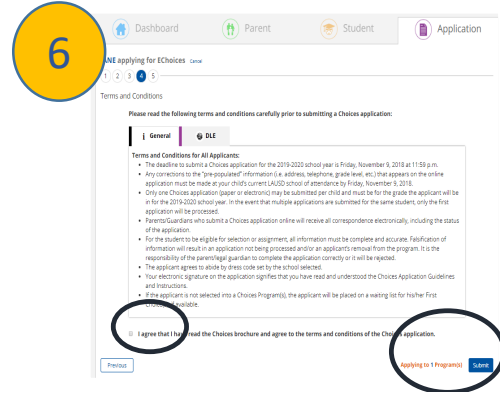 6
Dashboard
Parent
Student
Application
ANE applying for EChoices Cancel
1 2 3 4 5
Terms and Conditions
Please read the following terms and conditions carefully prior to submitting a Choices application:
i General
DLE
Terms and Conditions for All Applicants:
• The deadline to submit a Choices application for the 2019-2020 school year is Friday, November 9, 2018 at 11:59 p.m.
• Any corrections to the "pre-populated" information (i.e. address, telephone, grade level, etc.) that appears on the online
application must be made at your child's current LAUSD school of attendance by Friday, November 9, 2018.
• Only one Choices application (paper or electronic) may be submitted per child and must be for the grade the applicant will be
in for the 2019-2020 school year. In the event that multiple applications are submitted for the same student, only the first
application will be processed.
• Parents/Guardians who submit a Choices application online will receive all correspondence electronically, including the status
of the application.
• For the student to be eligible for selection or assignment, all information must be complete and accurate. Falsification of
information will result in an application not being processed and/or an applicant's removal from the program. It is the
responsibility of the parent/legal guardian to complete the application correctly or it will be rejected.
• The applicant agrees to abide by dress code set by the school selected.
• Your electronic signature on the application signifies that you have read and understood the Choices Application Guidelines
and Instructions.
• If the applicant is not selected into a Choices Program(s), the applicant will be placed on a waiting list for his/her First
if available.
I agree that I have read the Choices brochure and agree to the terms and conditions of the Choices application.
Previous
Applying to 1 Program(s)
Submit